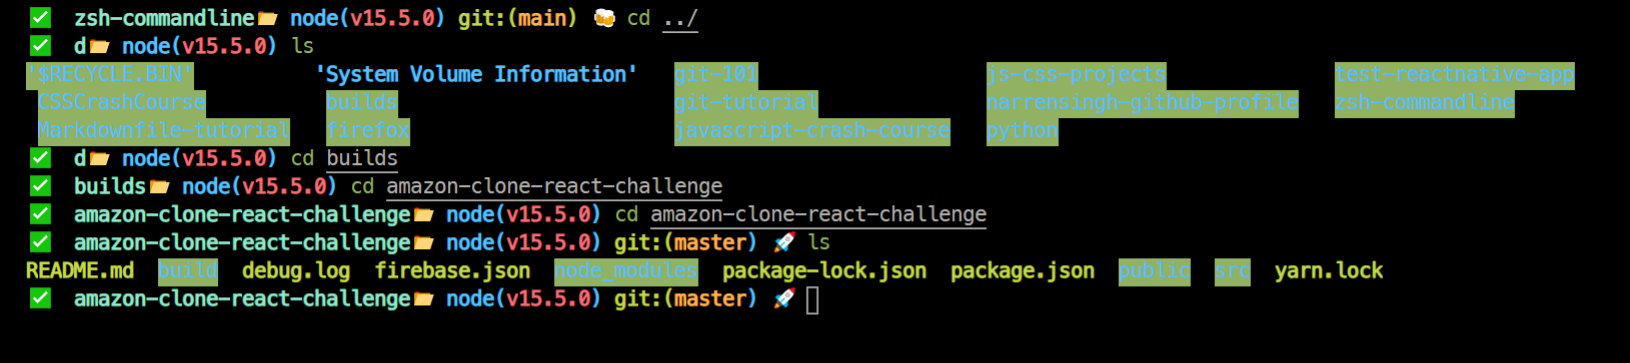 ✅ zsh-commandline📂 node(v15.5.0) git:(main) 🍻 cd ../
✅ d📂 node(v15.5.0) ls
'$RECYCLE.BIN' 'System Volume Information' git-101 js-css-projects test-reactnative-app
CSSCrashCourse builds git-tutorial narrensingh-github-profile zsh-commandline
Markdownfile-tutorial firefox javascript-crash-course python
✅ d📂 node(v15.5.0) cd builds
✅ builds📂 node(v15.5.0) cd amazon-clone-react-challenge
✅ amazon-clone-react-challenge📂 node(v15.5.0) cd amazon-clone-react-challenge
✅ amazon-clone-react-challenge📂 node(v15.5.0) git:(master) 🚀 ls
README.md build debug.log firebase.json node_modules package-lock.json package.json public src yarn.lock
✅ amazon-clone-react-challenge📂 node(v15.5.0) git:(master) 🚀